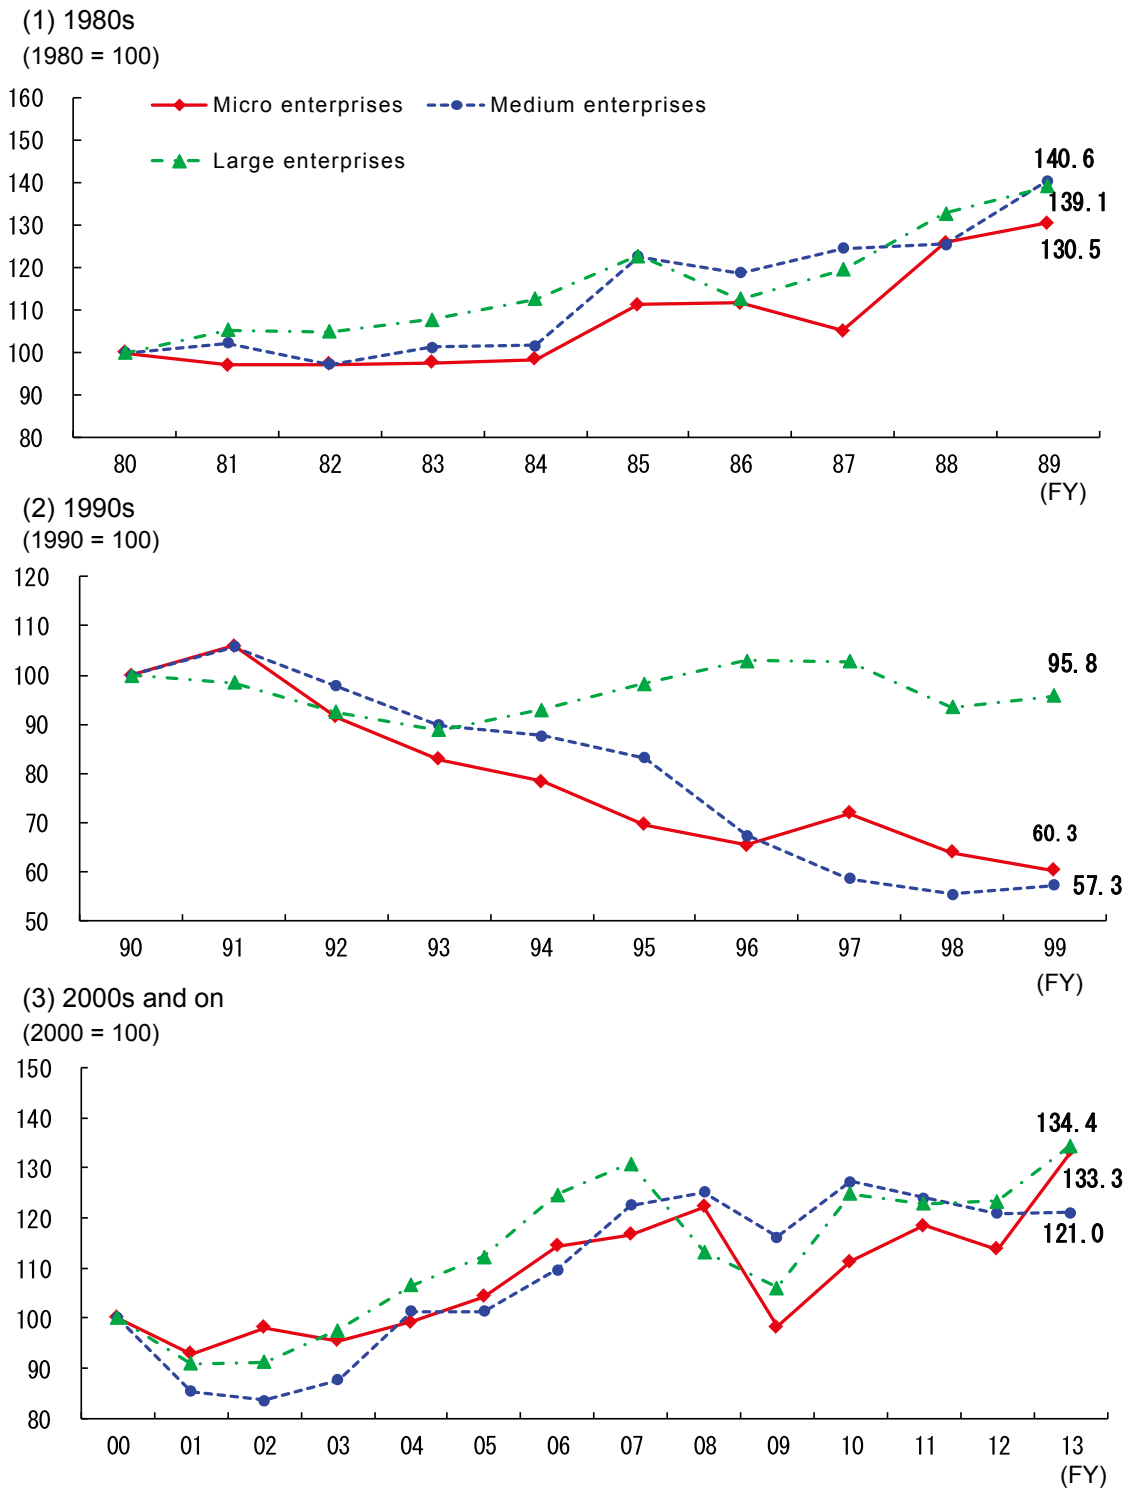 (1) 1980s
(1980 = 100)
160
Micro enterprises Medium enterprises
150
Large enterprises
140.6
140
139.1
130
130.5
120
110
100
90
80
80 81 82 83 84 85 86 87 88 89
(FY)
(2) 1990s
(1990 = 100)
120
110
100
95.8
90
80
70
60.3
60
57.3
50
90 91 92 93 94 95 96 97 98 99
(FY)
(3) 2000s and on
(2000 = 100)
150
140
134.4
130
133.3
120
121.0
110
100
90
80
00 01 02 03 04 05 06 07 08 09 10 11 12 13
(FY)